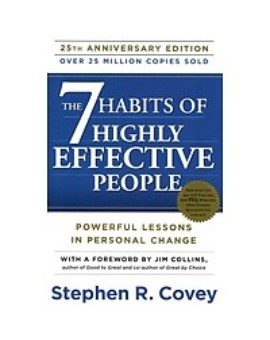 25TH ANNIVERSARY EDITION
OVER 25 MILLION COPIES SOLD
THE 7 HABITS OF
HIGHLY
EFFECTIVE
PEOPLE
POWERFUL LESSONS
IN PERSONAL CHANGE
WITH A FOREWORD BY JIM COLLINS,
author of Good to Great and co-author of Great by Choice
Stephen R. Covey